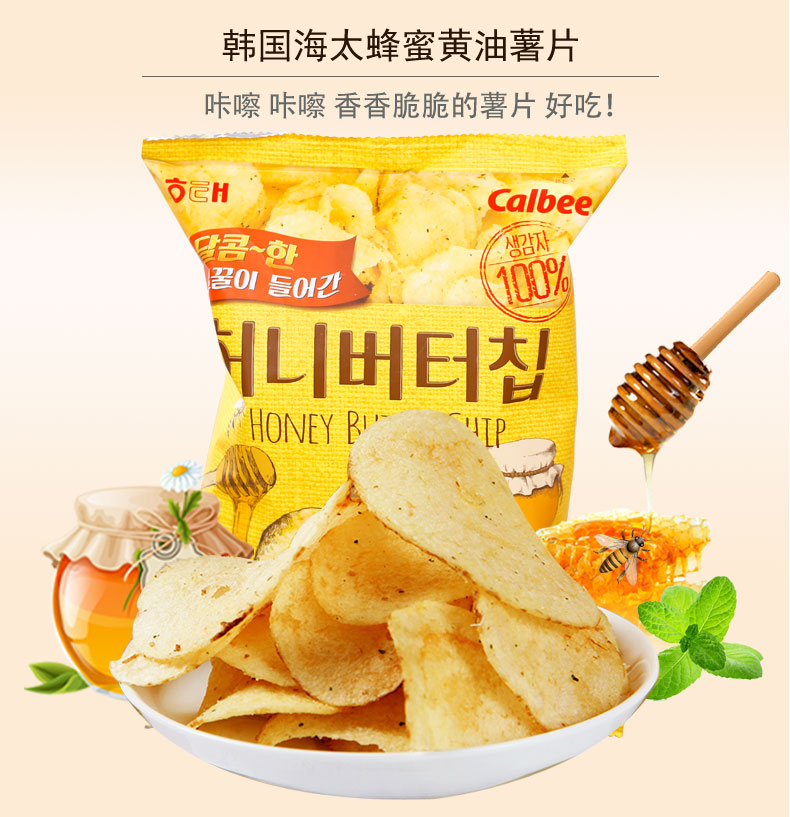 韩国海太蜂蜜黄油薯片
咔嚓 咔嚓 香香脆脆的薯片 好吃!
해태
Calbee
달콤~한
꿀이 들어간
생감자
100%
허니버터칩
HONEY BUTTER CHIP